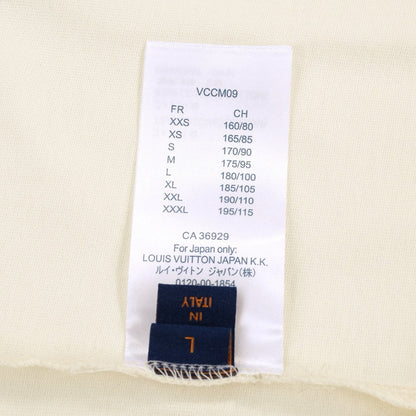 VCCM09
FR CH
XXS 160/80
XS 165/85
S 170/90
M 175/95
L 180/100
XL 185/105
XXL 190/110
XXXL 195/115
CA 36929
For Japan only:
LOUIS VUITTON JAPAN K.K.
ルイ・ヴィトン ジャパン(株)
0120-00-1854
IN
ITALY
L